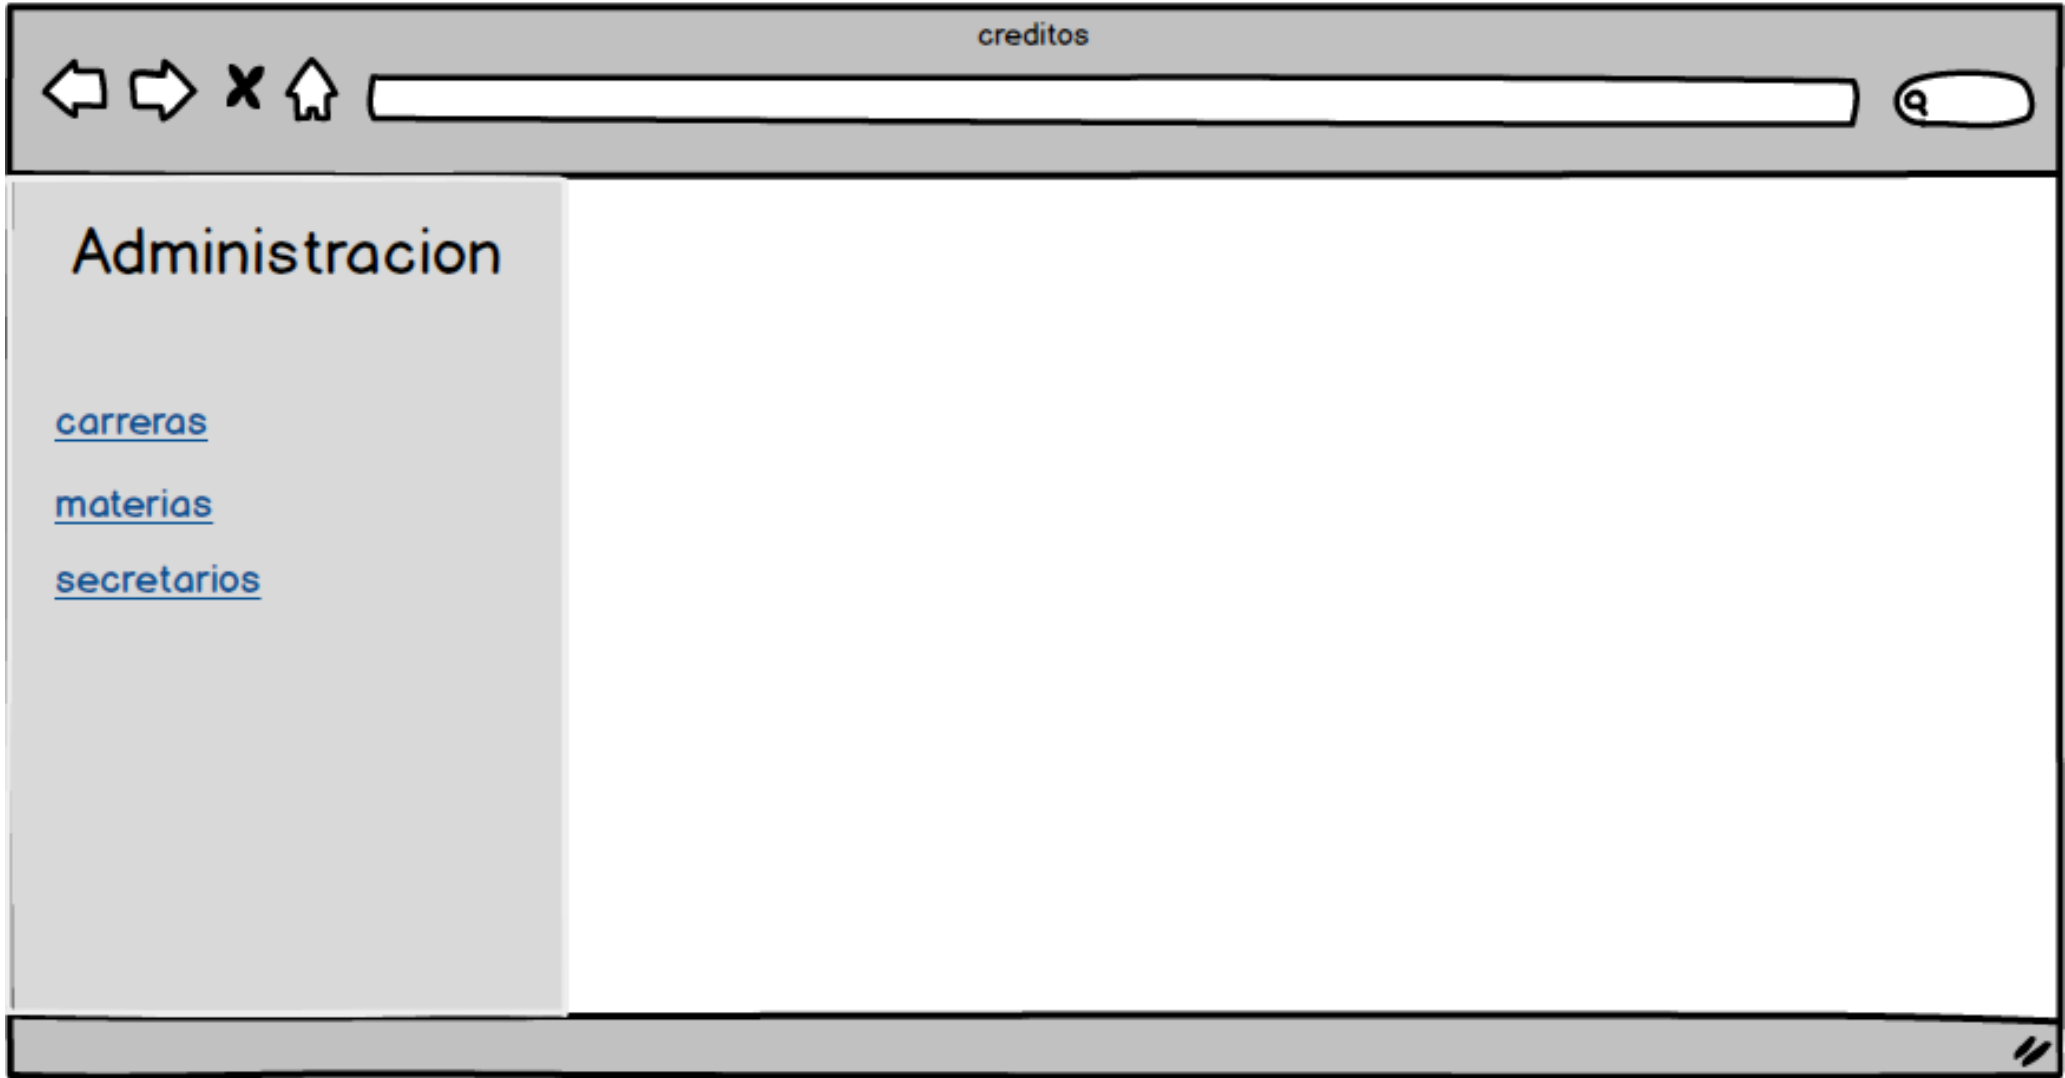 creditos
Administracion
carreras
materias
secretarios